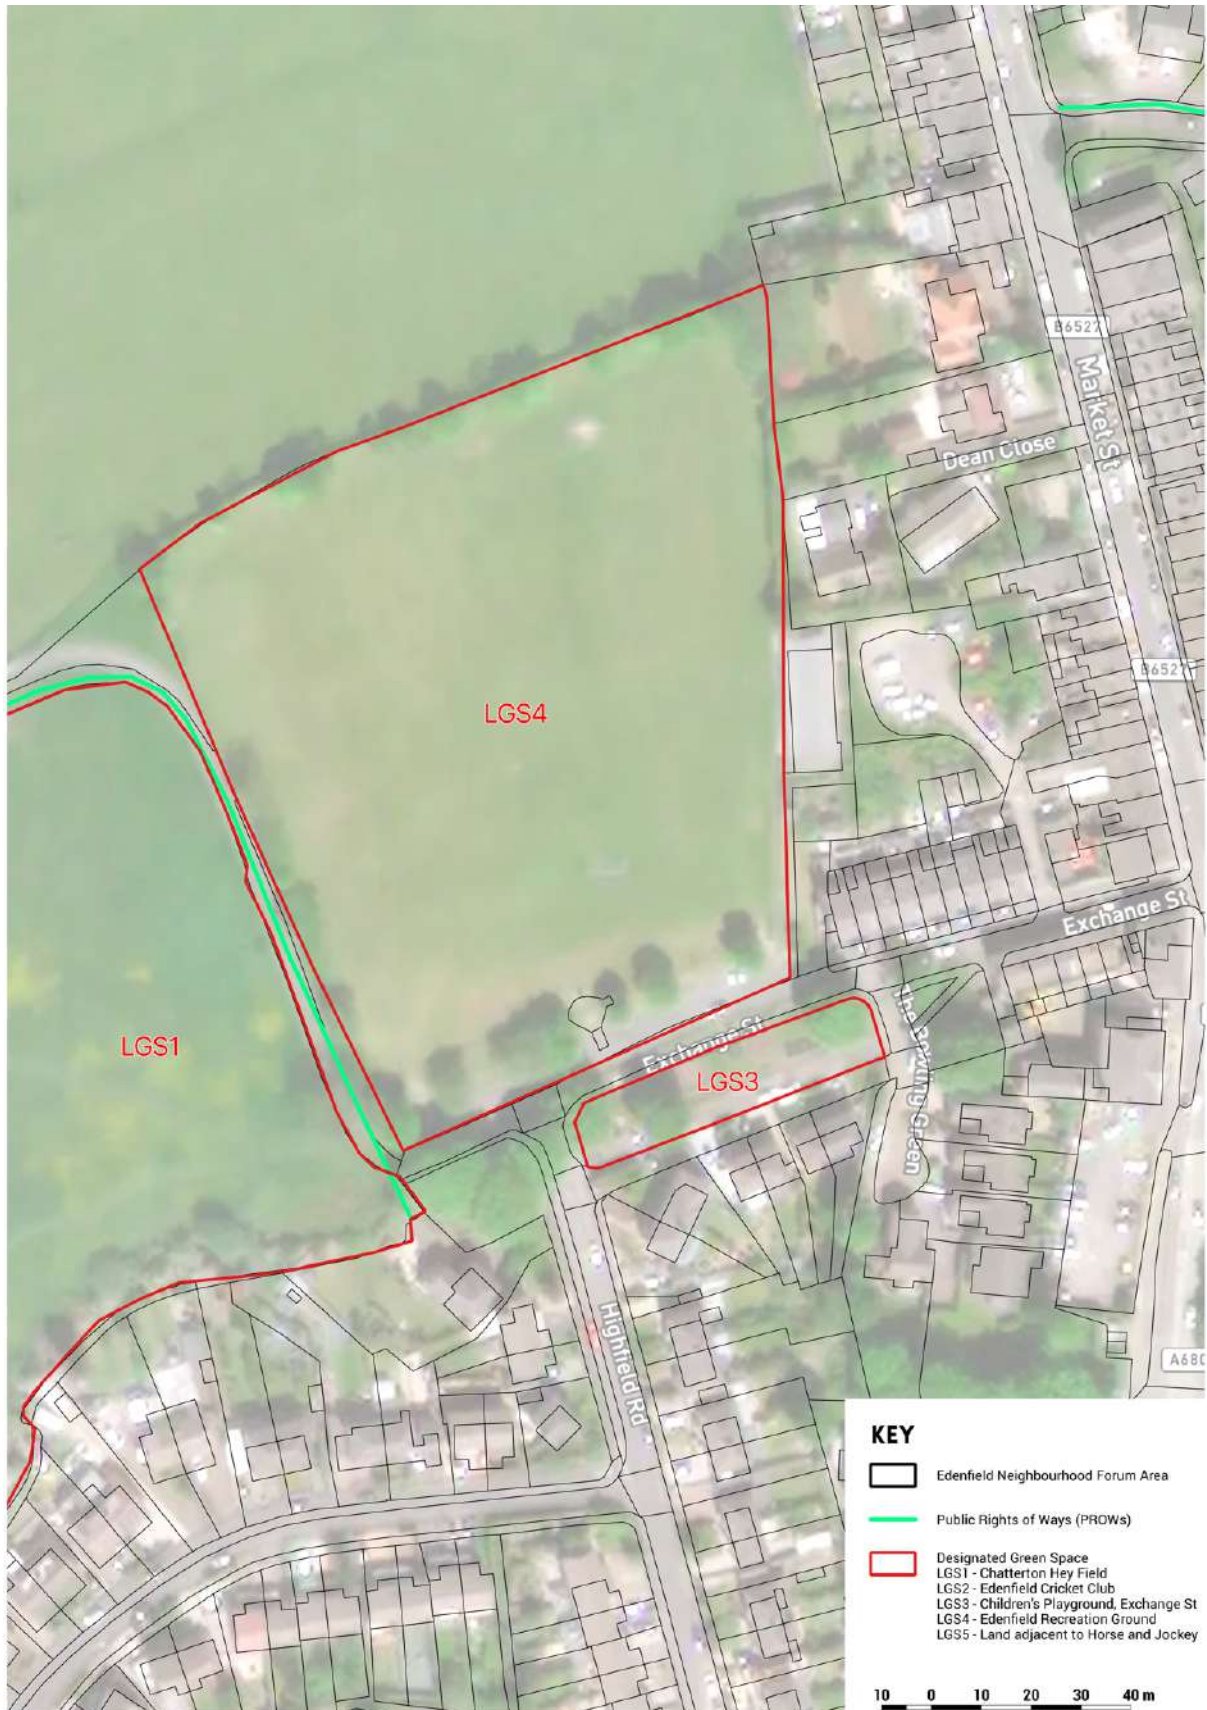 B6527
Market St
Dean Close
LGS4
B6527
Exchange St
The Bowling Green
Exchange St
LGS1
LGS3
Highfield Rd
A680
KEY
Edenfield Neighbourhood Forum Area
Public Rights of Ways (PROWs)
Designated Green Space
LGS1 - Chatterton Hey Field
LGS2 - Edenfield Cricket Club
LGS3 - Children's Playground, Exchange St
LGS4 - Edenfield Recreation Ground
LGS5 - Land adjacent to Horse and Jockey
10 0 10 20 30 40 m